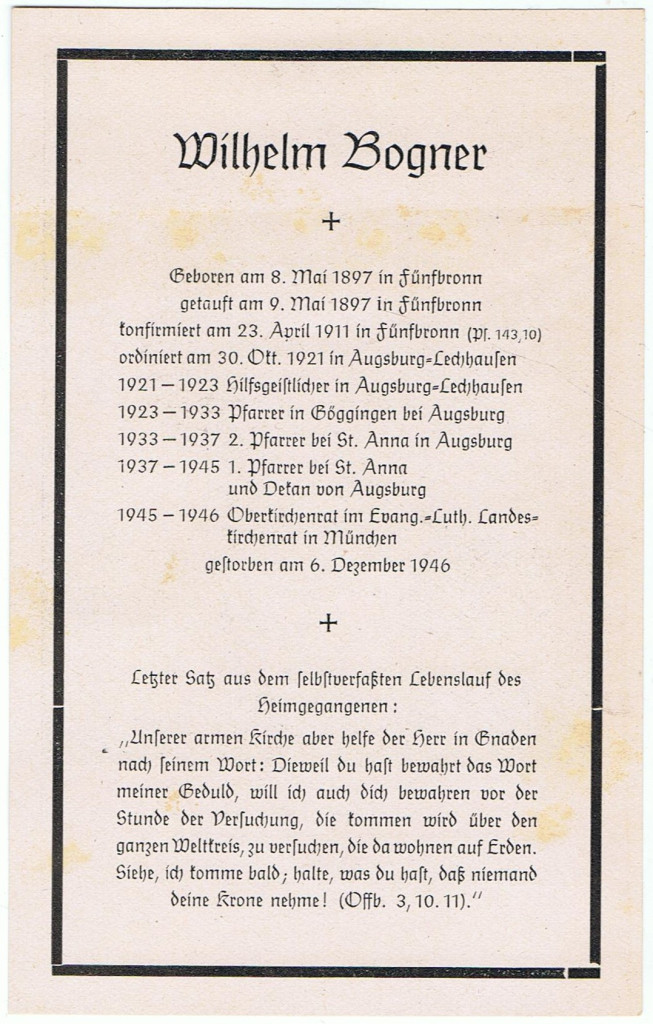 Wilhelm Bogner
Geboren am 8. Mai 1897 in Fünfbronn
getauft am 9. Mai 1897 in Fünfbronn
konfirmiert am 23. April 1911 in Fünfbronn (Pſ. 143,10)
ordiniert am 30. Okt. 1921 in Augsburg=Lechhauſen
1921 – 1923 Hilfsgeiſtlicher in Augsburg=Lechhauſen
1923 – 1933 Pfarrer in Göggingen bei Augsburg
1933 – 1937 2. Pfarrer bei St. Anna in Augsburg
1937 – 1945 1. Pfarrer bei St. Anna
und Dekan von Augsburg
1945 – 1946 Oberkirchenrat im Evang.=Luth. Landes=
kirchenrat in München
geſtorben am 6. Dezember 1946
Letzter Satz aus dem ſelbſtverfaßten Lebenslauf des
Heimgegangenen:
„Unſerer armen Kirche aber helfe der Herr in Gnaden
nach ſeinem Wort: Dieweil du haſt bewahrt das Wort
meiner Geduld, will ich auch dich bewahren vor der
Stunde der Verſuchung, die kommen wird über den
ganzen Weltkreis, zu verſuchen, die da wohnen auf Erden.
Siehe, ich komme bald; halte, was du haſt, daß niemand
deine Krone nehme! (Offb. 3, 10. 11).“